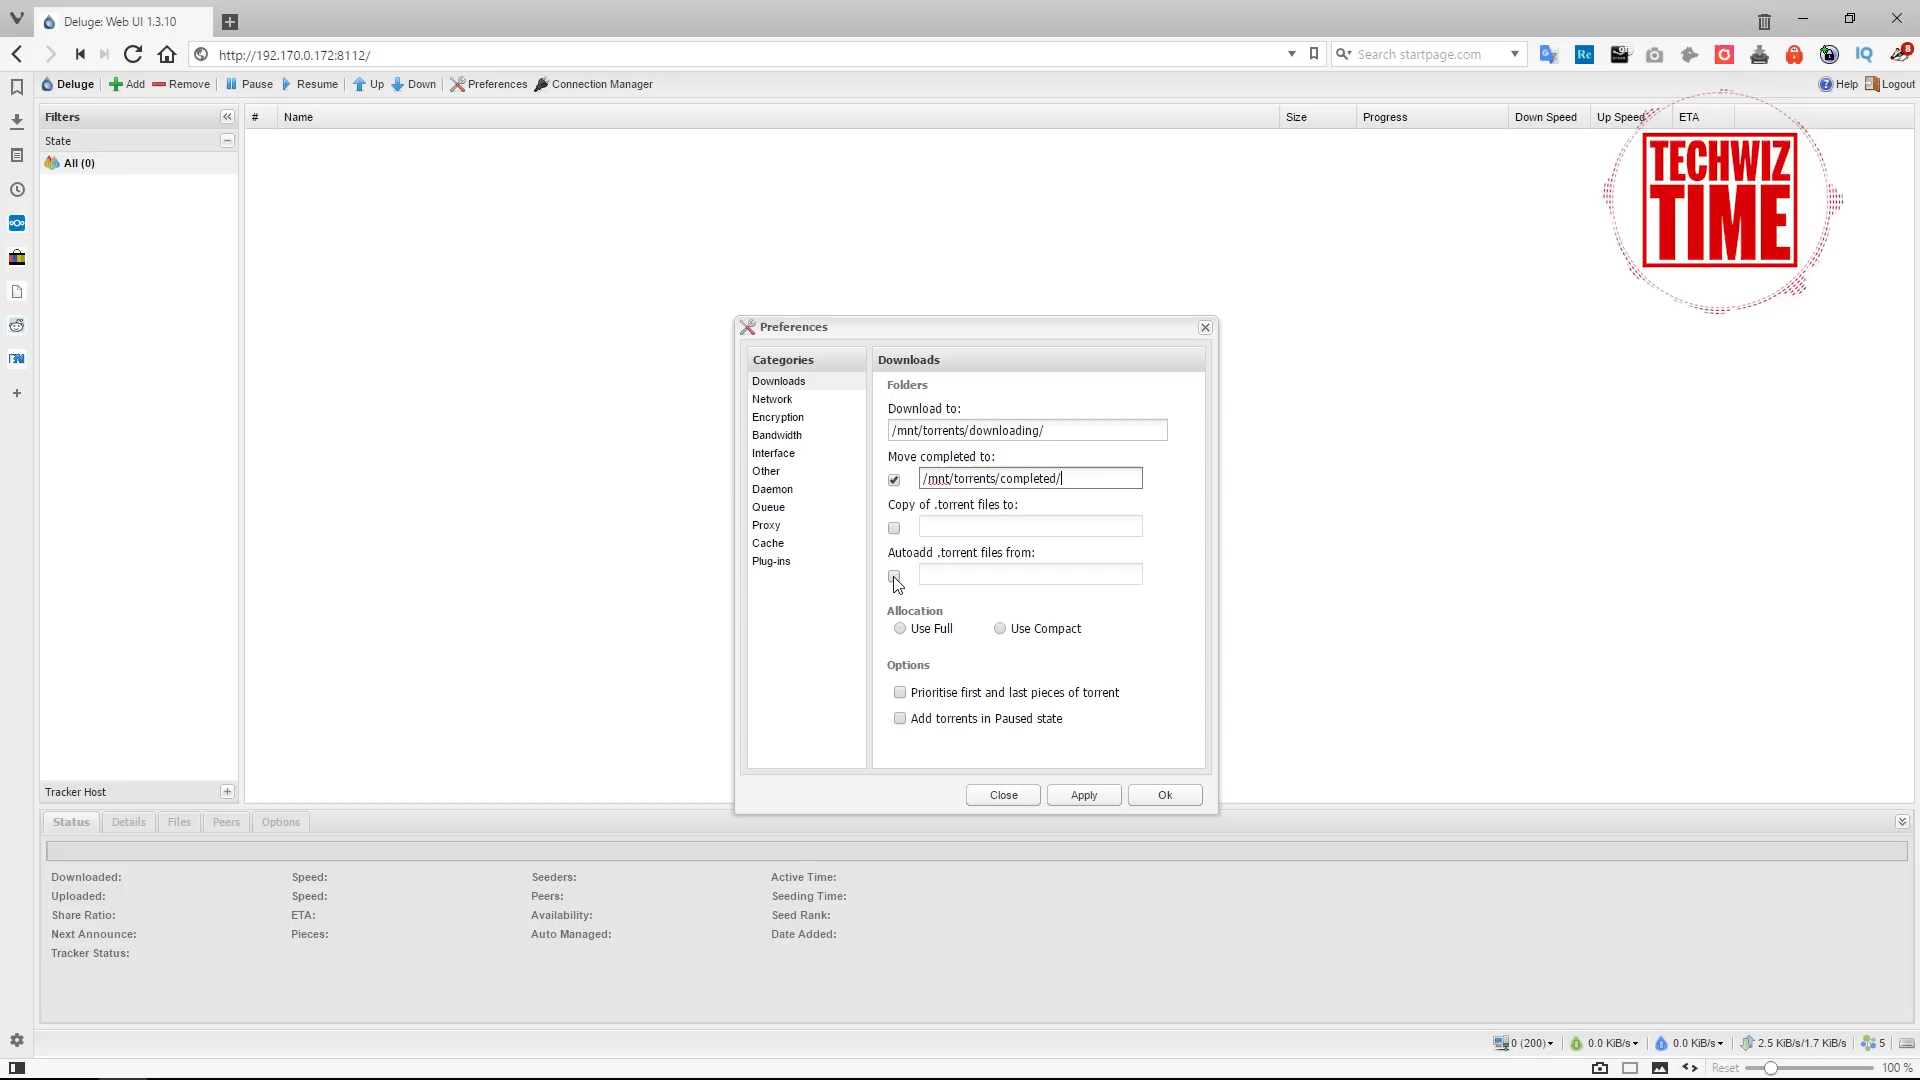 Deluge: Web UI 1.3.10
http://192.170.0.172:8112/
Search startpage.com
Re
IQ
8
Deluge Add Remove Pause Resume Up Down Preferences Connection Manager
Help Logout
Filters
# Name Size Progress Down Speed Up Speed ETA
State
All (0)
TECHWIZ
TIME
Preferences
Categories
Downloads
Network
Encryption
Bandwidth
Interface
Other
Daemon
Queue
Proxy
Cache
Plug-ins
Downloads
Folders
Download to:
/mnt/torrents/downloading/
Move completed to:
/mnt/torrents/completed/
Copy of .torrent files to:
Autoadd .torrent files from:
Allocation
Use Full Use Compact
Options
Prioritise first and last pieces of torrent
Add torrents in Paused state
Close Apply Ok
Tracker Host
Status Details Files Peers Options
Downloaded: Speed: Seeders: Active Time:
Uploaded: Speed: Peers: Seeding Time:
Share Ratio: ETA: Availability: Seed Rank:
Next Announce: Pieces: Auto Managed: Date Added:
Tracker Status:
0 (200) 0.0 KiB/s 0.0 KiB/s 2.5 KiB/s/1.7 KiB/s 5
Reset 100 %